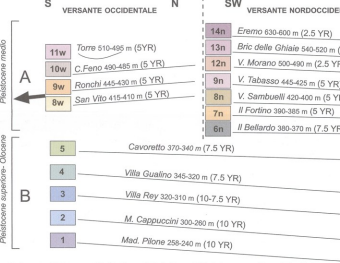 S
N
SW
VERSANTE OCCIDENTALE
VERSANTE NORDOCCIDE
Pleistocene medio
A
11w Torre 510-495 m (5YR)
10w C.Feno 490-485 m (5 YR)
9w Ronchi 445-430 m (5 YR)
8w San Vito 415-410 m (5 YR)
14n Eremo 630-600 m (2.5 YR)
13n Bric delle Ghiaie 540-520 m (
12n V. Morano 500-490 m (2.5 YR)
9n V. Tabasso 445-425 m (5 YR)
8n V. Sambuelli 420-400 m (5 YR)
7n Il Fortino 390-385 m (5 YR)
6n Il Bellardo 380-370 m (7.5 YR)
Pleistocene superiore- Olocene
B
5 Cavoretto 370-340 m (7.5 YR)
4 Villa Gualino 345-320 m (7.5 YR)
3 Villa Rey 320-310 m (10-7.5 YR)
2 M. Cappuccini 300-260 m (10 YR)
1 Mad. Pilone 258-240 m (10 YR)